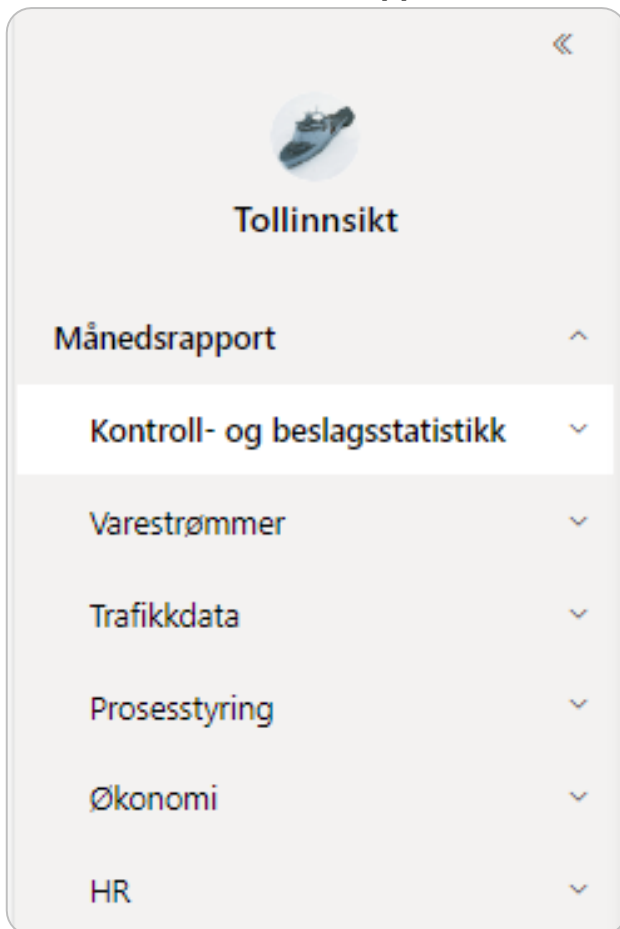 Tollinnsikt
Månedsrapport
Kontroll- og beslagsstatistikk
Varestrømmer
Trafikkdata
Prosesstyring
Økonomi
HR